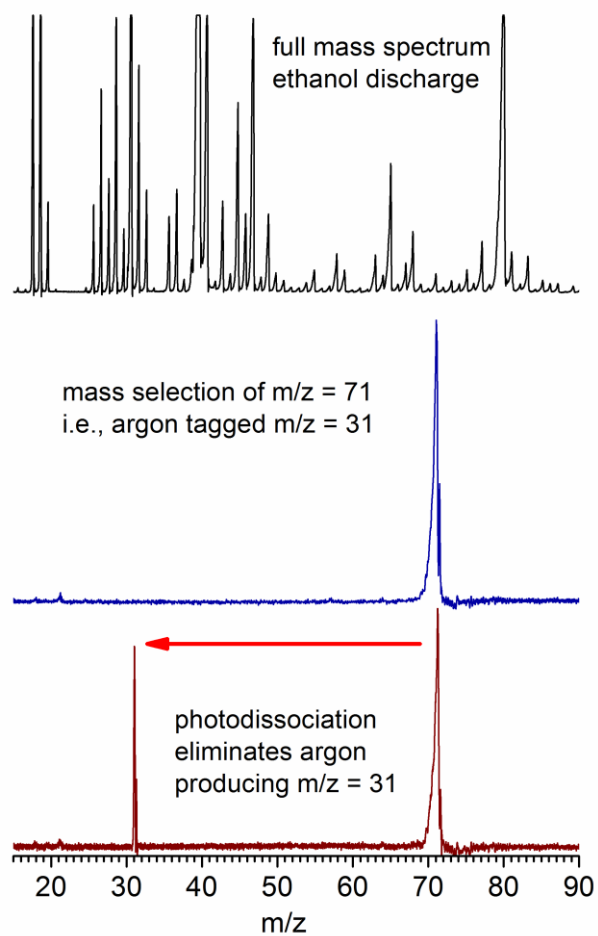 full mass spectrum
ethanol discharge
mass selection of m/z = 71
i.e., argon tagged m/z = 31
photodissociation
eliminates argon
producing m/z = 31
20 30 40 50 60 70 80 90
m/z